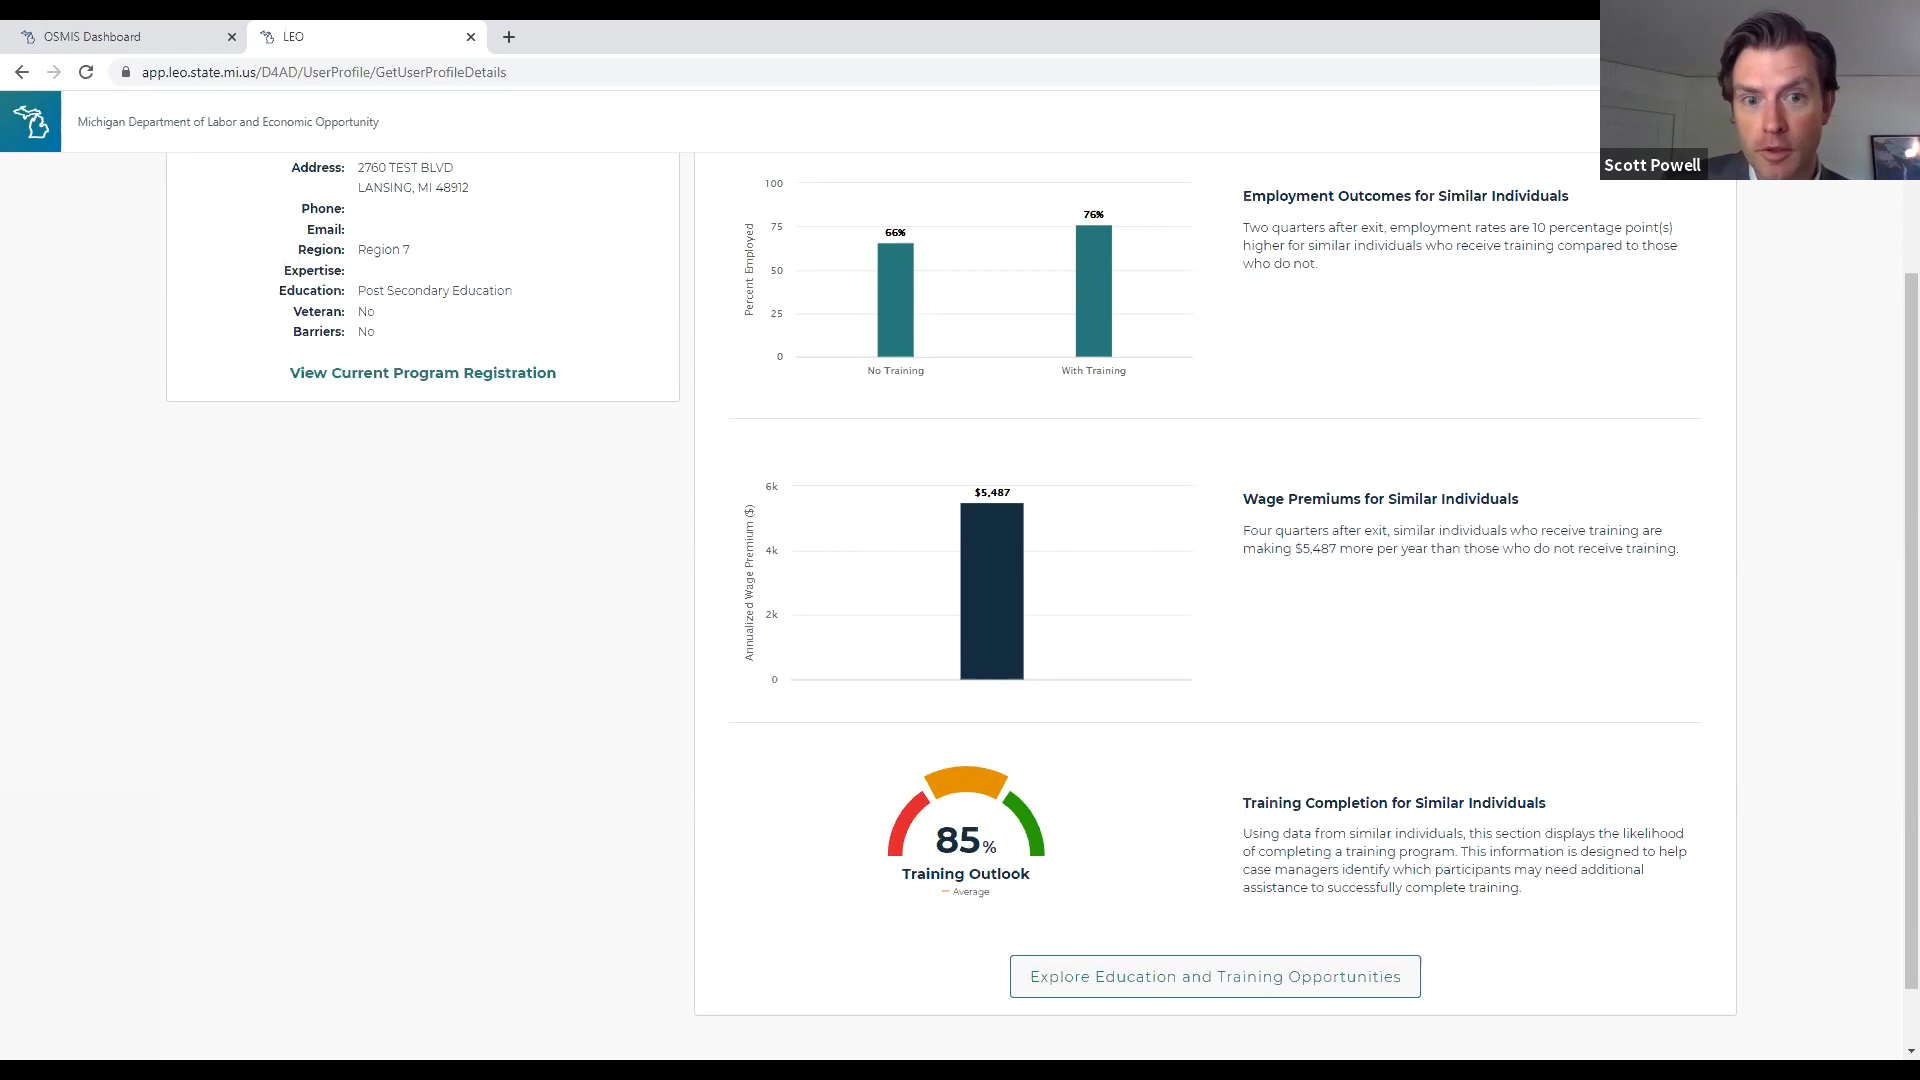 OSMIS Dashboard
LEO
app.leo.state.mi.us/D4AD/UserProfile/GetUserProfileDetails
Michigan Department of Labor and Economic Opportunity
Scott Powell
Address: 2760 TEST BLVD
LANSING, MI 48912
Phone:
Email:
Region: Region 7
Expertise:
Education: Post Secondary Education
Veteran: No
Barriers: No
View Current Program Registration
Percent Employed
100
75
50
25
0
66%
76%
No Training
With Training
Employment Outcomes for Similar Individuals
Two quarters after exit, employment rates are 10 percentage point(s)
higher for similar individuals who receive training compared to those
who do not.
Annualized Wage Premium ($)
6k
4k
2k
0
$5,487
Wage Premiums for Similar Individuals
Four quarters after exit, similar individuals who receive training are
making $5,487 more per year than those who do not receive training.
85%
Training Outlook
Average
Training Completion for Similar Individuals
Using data from similar individuals, this section displays the likelihood
of completing a training program. This information is designed to help
case managers identify which participants may need additional
assistance to successfully complete training.
Explore Education and Training Opportunities